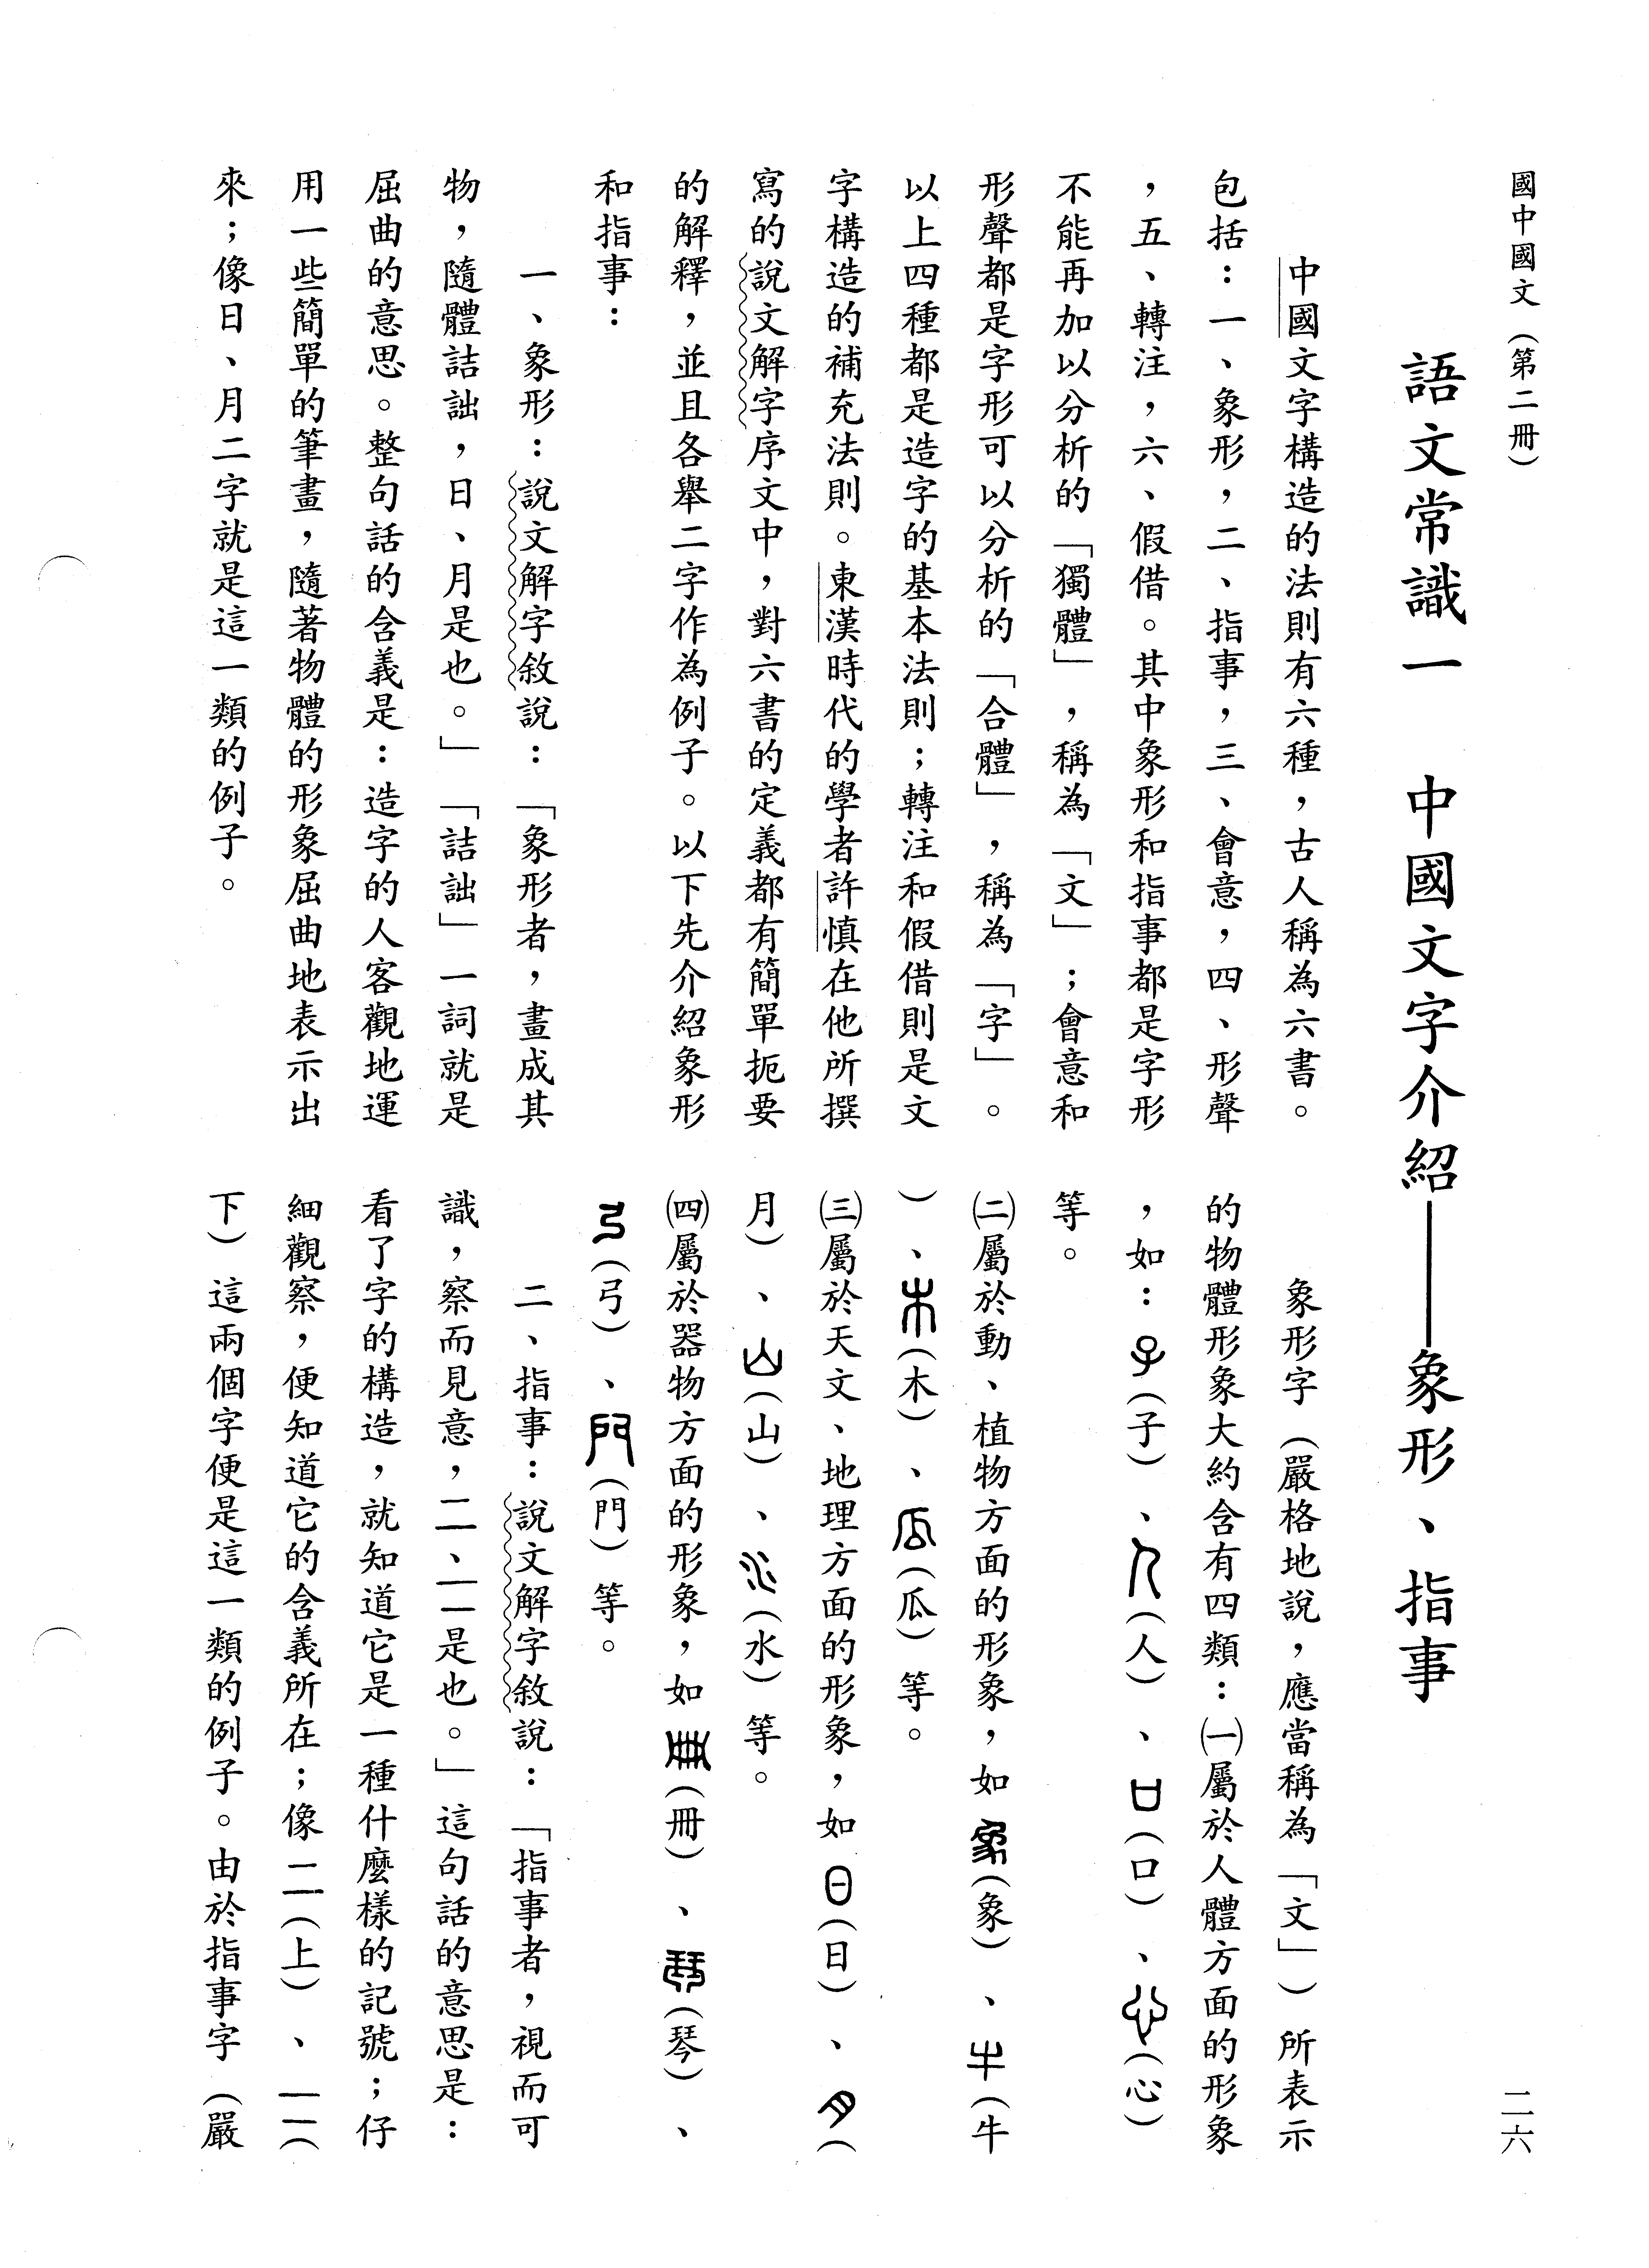 國中國文（第二冊）
二六
語文常識一　中國文字介紹——象形、指事
中國文字構造的法則有六種，古人稱為六書。
包括：一、象形，二、指事，三、會意，四、形聲
，五、轉注，六、假借。其中象形和指事都是字形
不能再加以分析的「獨體」，稱為「文」；會意和
形聲都是字形可以分析的「合體」，稱為「字」。
以上四種都是造字的基本法則；轉注和假借則是文
字構造的補充法則。東漢時代的學者許慎在他所撰
寫的說文解字序文中，對六書的定義都有簡單扼要
的解釋，並且各舉二字作為例子。以下先介紹象形
和指事：
一、象形：說文解字敘說：「象形者，畫成其
物，隨體詰詘，日、月是也。」「詰詘」一詞就是
屈曲的意思。整句話的含義是：造字的人客觀地運
用一些簡單的筆畫，隨著物體的形象屈曲地表示出
來；像日、月二字就是這一類的例子。
象形字（嚴格地說，應當稱為「文」）所表示
的物體形象大約含有四類：㈠屬於人體方面的形象
，如：子（子）、人（人）、口（口）、心（心）
等。
㈡屬於動、植物方面的形象，如象（象）、牛（牛
）、木（木）、瓜（瓜）等。
㈢屬於天文、地理方面的形象，如日（日）、月（
月）、山（山）、水（水）等。
㈣屬於器物方面的形象，如冊（冊）、琴（琴）、
弓（弓）、門（門）等。
二、指事：說文解字敘說：「指事者，視而可
識，察而見意，二、二是也。」這句話的意思是：
看了字的構造，就知道它是一種什麼樣的記號；仔
細觀察，便知道它的含義所在；像二（上）、二（
下）這兩個字便是這一類的例子。由於指事字（嚴